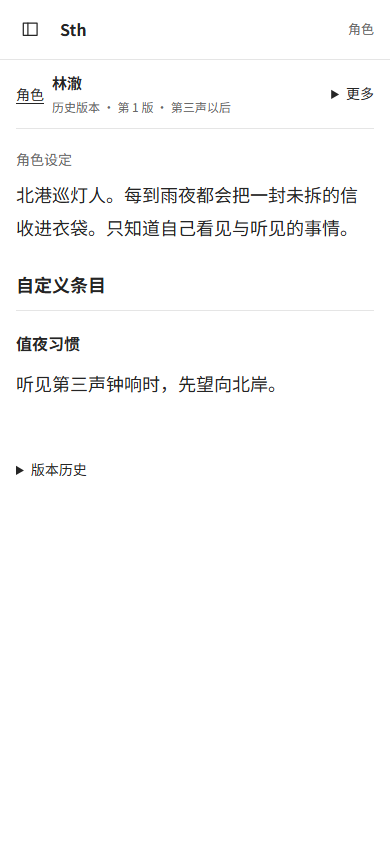 Sth
角色
角色
林澈
历史版本 · 第 1 版 · 第三声以后
▶ 更多
角色设定
北港巡灯人。每到雨夜都会把一封未拆的信
收进衣袋。只知道自己看见与听见的事情。
自定义条目
值夜习惯
听见第三声钟响时，先望向北岸。
▶ 版本历史